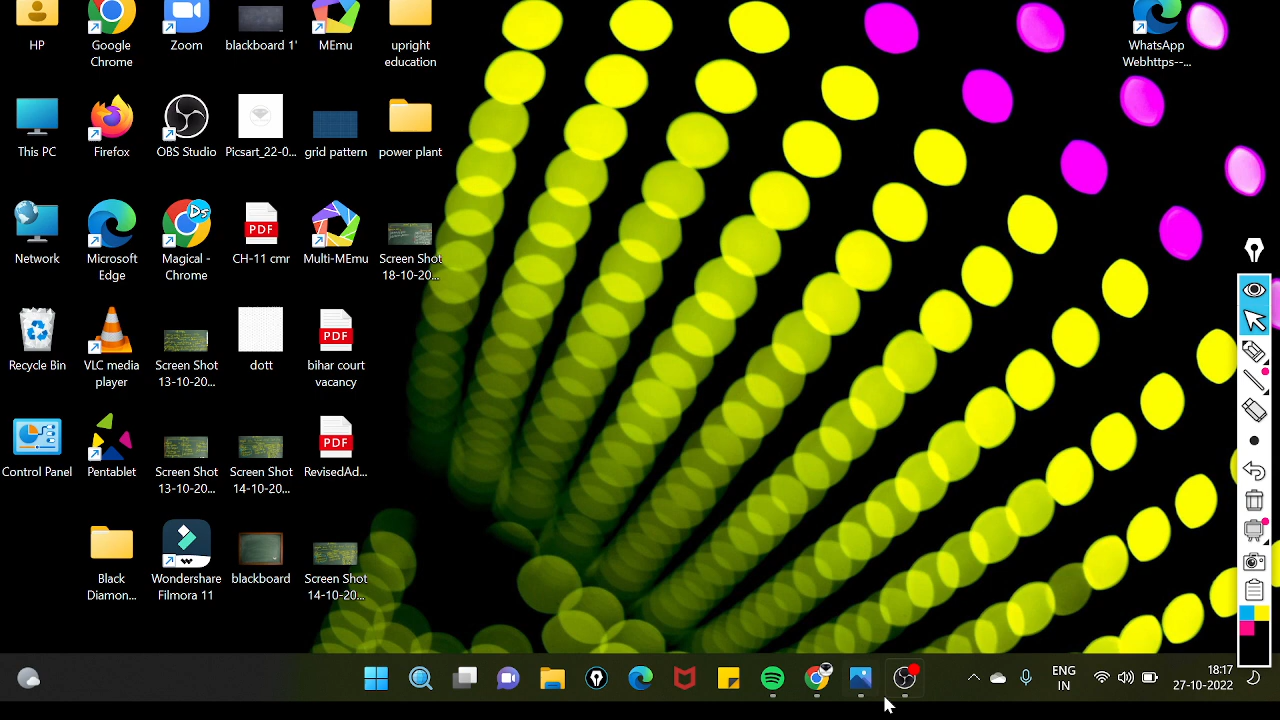 HP
Google
Chrome
Zoom
blackboard 1'
MEmu
upright
education
WhatsApp
Webhttps--...
This PC
Firefox
OBS Studio
Picsart_22-0...
grid pattern
power plant
Network
Microsoft
Edge
Magical -
Chrome
PDF
CH-11 cmr
Multi-MEmu
Screen Shot
18-10-20...
Recycle Bin
VLC media
player
Screen Shot
13-10-20...
dott
PDF
bihar court
vacancy
Control Panel
Pentablet
Screen Shot
13-10-20...
Screen Shot
14-10-20...
PDF
RevisedAd...
Black
Diamon...
Wondershare
Filmora 11
blackboard
Screen Shot
14-10-20...
ENG
IN
18:17
27-10-2022